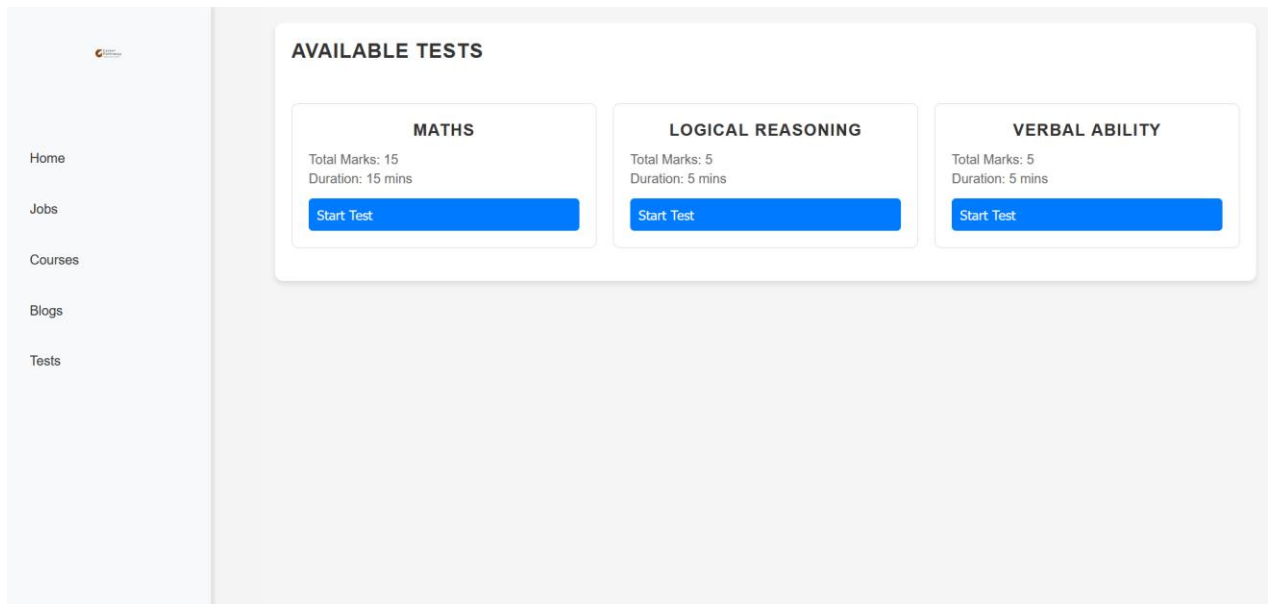 Home
Jobs
Courses
Blogs
Tests
AVAILABLE TESTS
MATHS
Total Marks: 15
Duration: 15 mins
Start Test
LOGICAL REASONING
Total Marks: 5
Duration: 5 mins
Start Test
VERBAL ABILITY
Total Marks: 5
Duration: 5 mins
Start Test